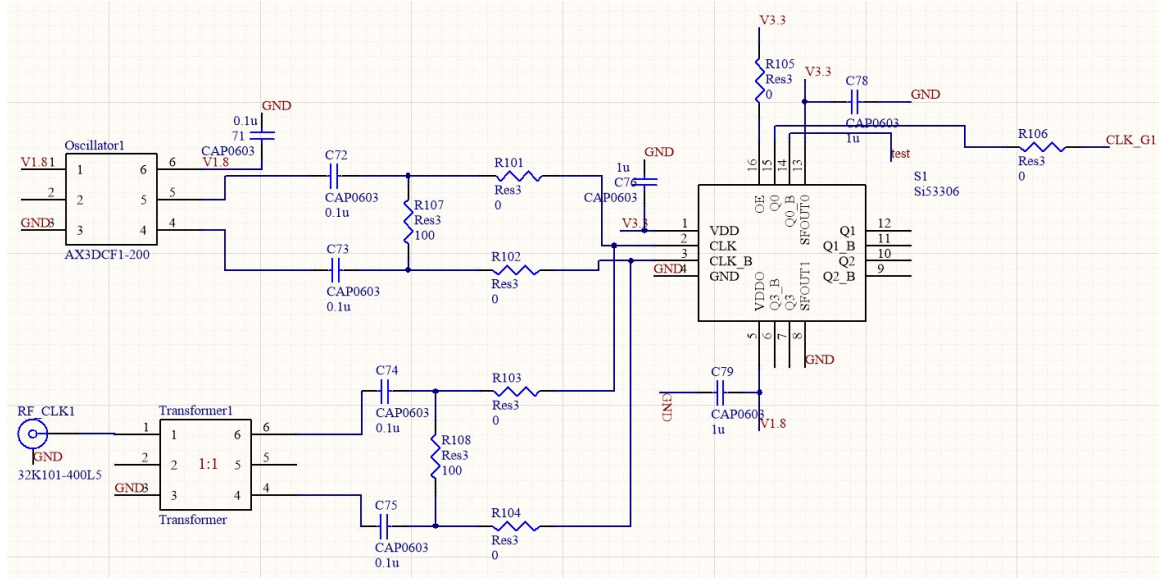 V3.3
R105
Res3
0
V3.3
C78
GND
CAP0603
1u
R106
Res3
0
CLK_G1
test
S1
Si53306
GND
0.1u
71
CAP0603
Oscillator1
V1.8 1
1
6
6
V1.8
2
2
5
5
GND 3
3
4
4
AX3DCF1-200
C72
CAP0603
0.1u
R101
Res3
0
R107
Res3
100
C73
CAP0603
0.1u
R102
Res3
0
GND
1u
C76
CAP0603
V3.3
16
15
14
13
OE
Q0
Q0_B
SFOUT0
1
VDD
2
CLK
3
CLK_B
GND
4
GND
Q1
12
Q1_B
11
Q2
10
Q2_B
9
VDDO
Q3_B
Q3
SFOUT1
5
6
7
8
GND
C79
GND
CAP0603
1u
V1.8
C74
CAP0603
0.1u
R103
Res3
0
R108
Res3
100
C75
CAP0603
0.1u
R104
Res3
0
RF_CLK1
GND
32K101-400L5
Transformer1
1
1
6
6
2
2
1:1
5
5
GND 3
3
4
4
Transformer